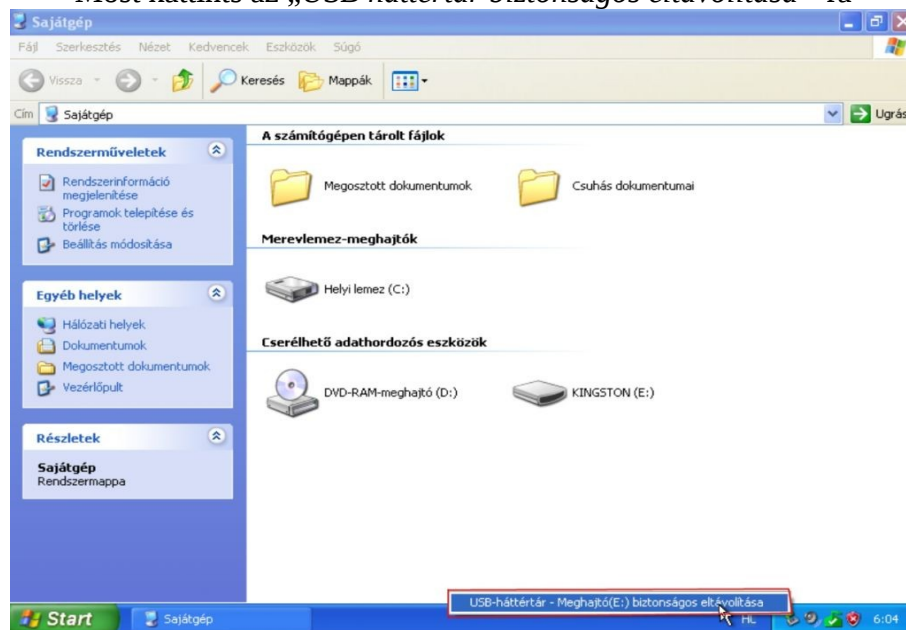 Most kattints az „USB háttértár biztonságos eltávolítása”-ra
Sajátgép
Fájl Szerkesztés Nézet Kedvencek Eszközök Súgó
Vissza Keresés Mappák
Cím Sajátgép Ugrás
Rendszerműveletek
Rendszerinformáció
megjelenítése
Programok telepítése és
törlése
Beállítás módosítása
Egyéb helyek
Hálózati helyek
Dokumentumok
Megosztott dokumentumok
Vezérlőpult
Részletek
Sajátgép
Rendszermappa
A számítógépen tárolt fájlok
Megosztott dokumentumok Csuhás dokumentumai
Merevlemez-meghajtók
Helyi lemez (C:)
Cserélhető adathordozós eszközök
DVD-RAM-meghajtó (D:) KINGSTON (E:)
USB-háttértár - Meghajtó(E:) biztonságos eltávolítása
Start Sajátgép HU 6:04